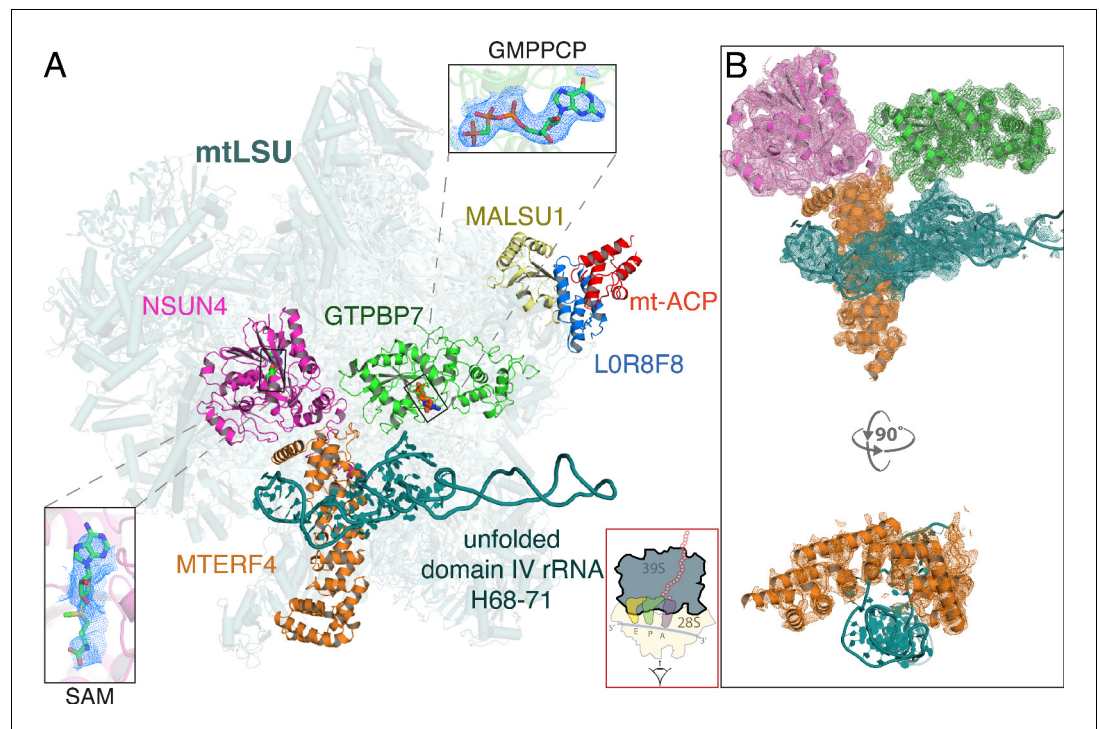 A
GMPPCP
B
mtLSU
MALSU1
NSUN4
GTPBP7
mt-ACP
L0R8F8
90°
MTERF4
unfolded
domain IV rRNA
H68-71
39S
28S
5' E P A 3'
SAM